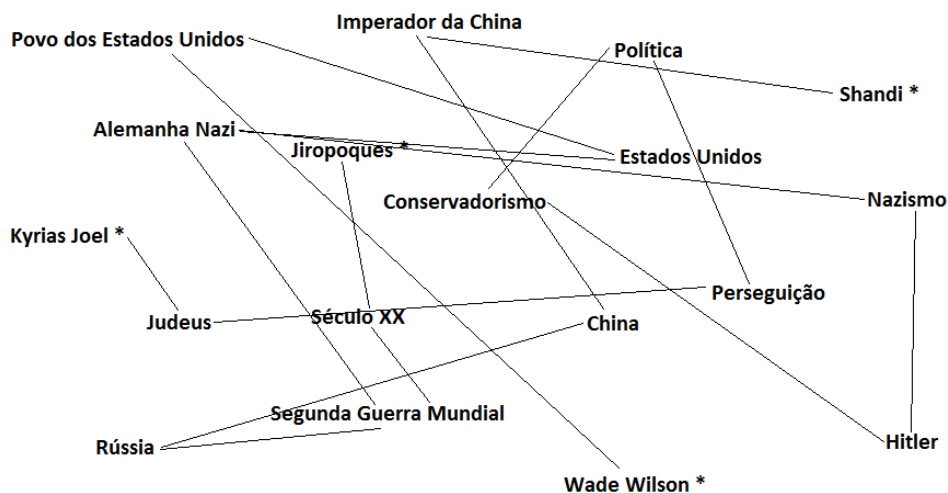 Imperador da China
Povo dos Estados Unidos
Política
Shandi *
Alemanha Nazi
Jiropoques *
Estados Unidos
Conservadorismo
Nazismo
Kyrias Joel *
Perseguição
Judeus
Século XX
China
Segunda Guerra Mundial
Rússia
Hitler
Wade Wilson *